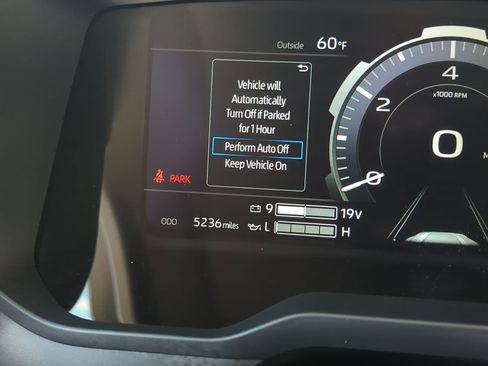 Outside 60°F
Vehicle will
Automatically
Turn Off if Parked
for 1 Hour
Perform Auto Off
Keep Vehicle On
PARK
ODO 5236 miles
9 19V
L H
4
x1000 RPM
2
0
0
M